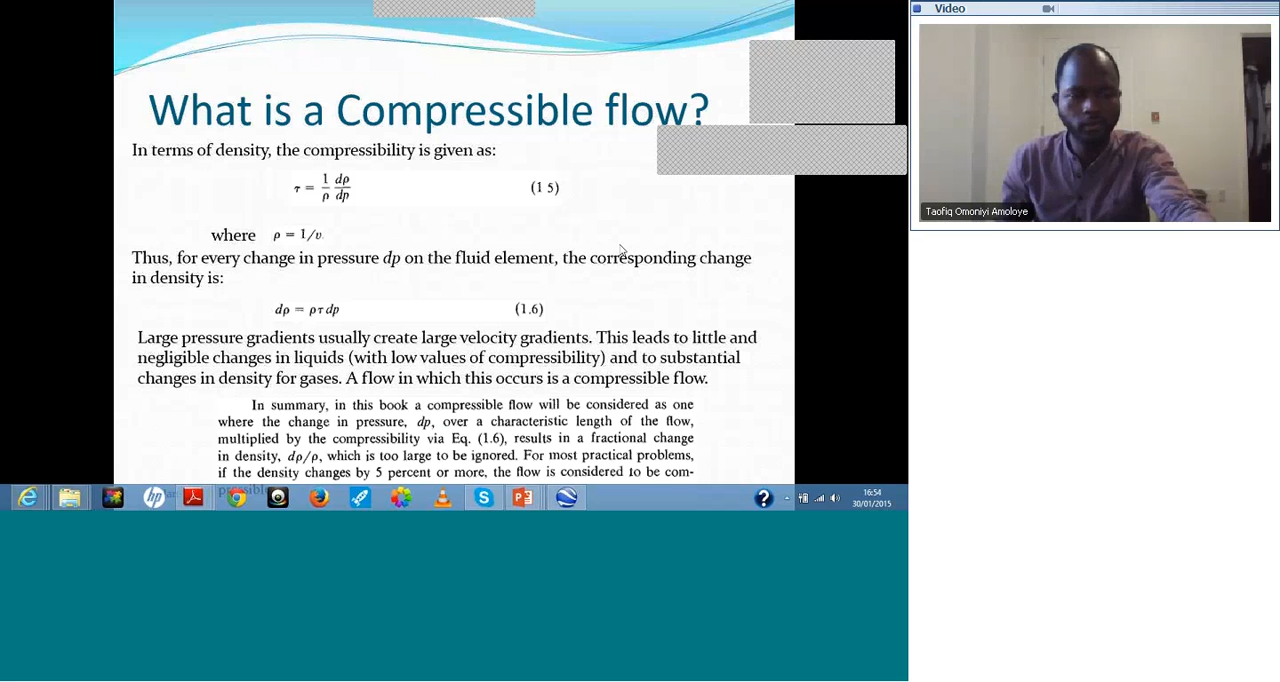 What is a Compressible flow?
In terms of density, the compressibility is given as:
τ = 1/ρ dρ/dp (1 5)
where ρ = 1/v.
Thus, for every change in pressure dp on the fluid element, the corresponding change
in density is:
dρ = ρτ dp (1.6)
Large pressure gradients usually create large velocity gradients. This leads to little and
negligible changes in liquids (with low values of compressibility) and to substantial
changes in density for gases. A flow in which this occurs is a compressible flow.
In summary, in this book a compressible flow will be considered as one
where the change in pressure, dp, over a characteristic length of the flow,
multiplied by the compressibility via Eq. (1.6), results in a fractional change
in density, dρ/ρ, which is too large to be ignored. For most practical problems,
if the density changes by 5 percent or more, the flow is considered to be com-
pressible
hp
S
P
?
16:54
30/01/2015
Video
Taofiq Omoniyi Amoloye